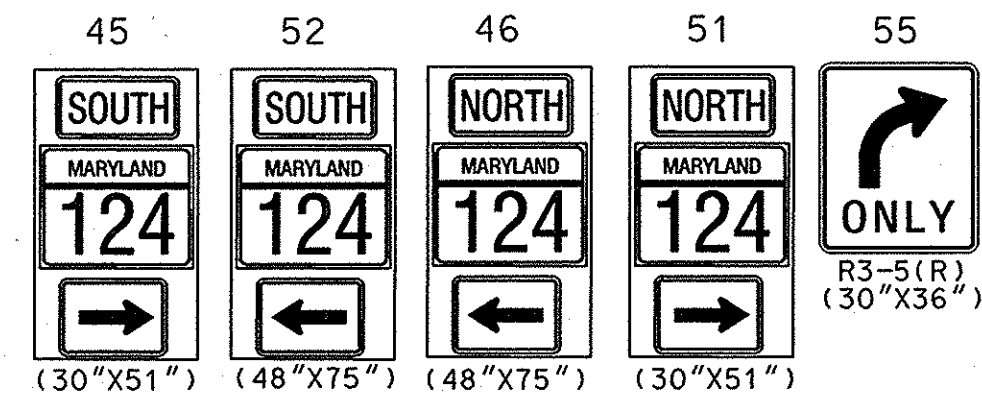 45 52 46 51 55
SOUTH SOUTH NORTH NORTH
MARYLAND MARYLAND MARYLAND MARYLAND
124 124 124 124
ONLY
R3-5(R)
(30"X36")
(30"X51") (48"X75") (48"X75") (30"X51")